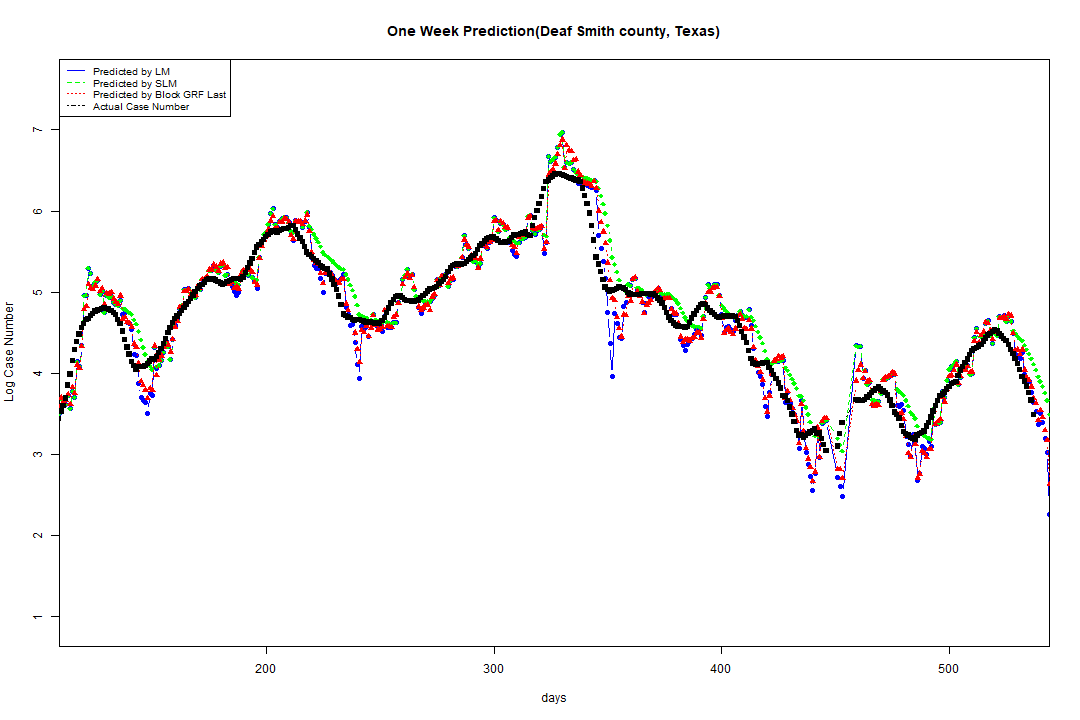 One Week Prediction(Deaf Smith county, Texas)
Predicted by LM
Predicted by SLM
Predicted by Block GRF Last
Actual Case Number
7
6
5
4
3
2
1
Log Case Number
200 300 400 500
days